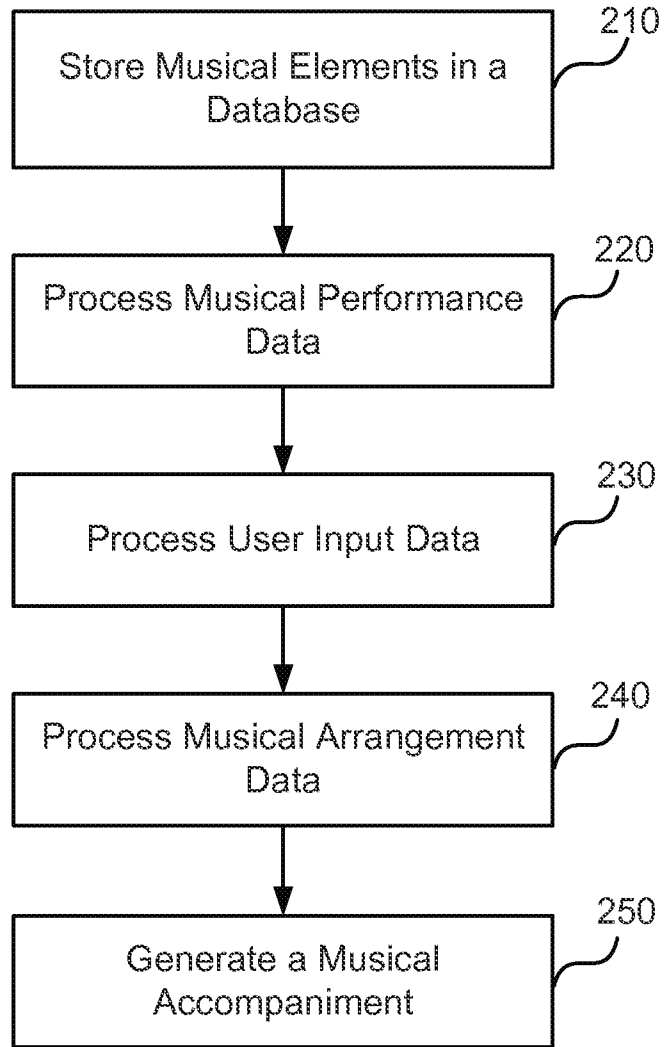 210
Store Musical Elements in a
Database
220
Process Musical Performance
Data
230
Process User Input Data
240
Process Musical Arrangement
Data
250
Generate a Musical
Accompaniment